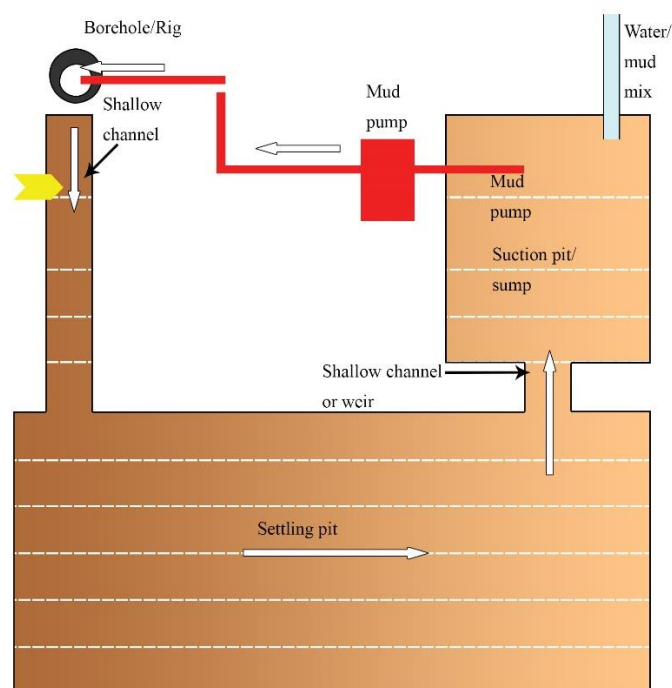 Borehole/Rig
Shallow
channel
Mud
pump
Water/
mud
mix
Mud
pump
Suction pit/
sump
Shallow channel
or wcir
Settling pit